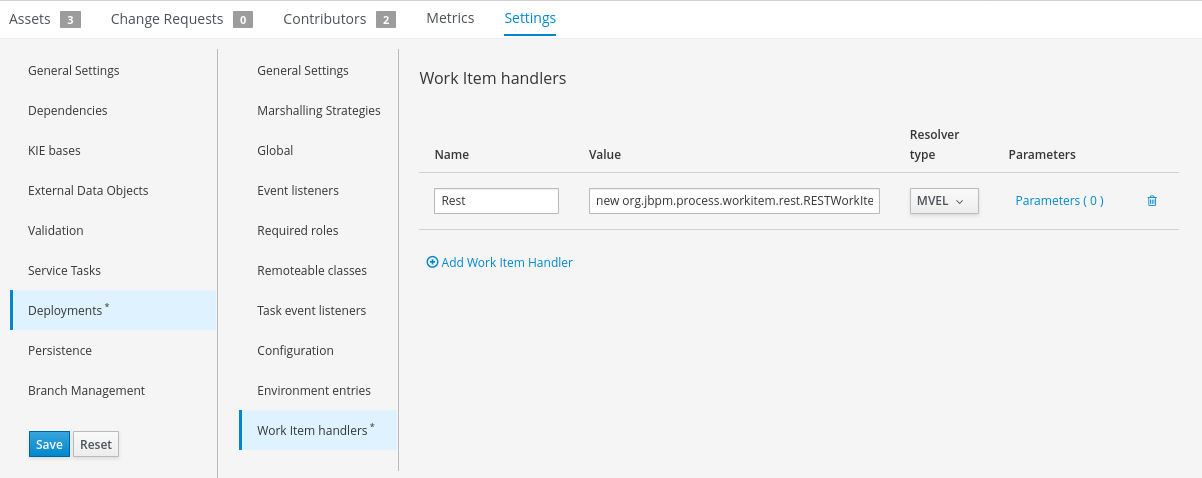 Assets 3 Change Requests 0 Contributors 2 Metrics Settings
General Settings
Dependencies
KIE bases
External Data Objects
Validation
Service Tasks
Deployments *
Persistence
Branch Management
Save Reset
General Settings
Marshalling Strategies
Global
Event listeners
Required roles
Remoteable classes
Task event listeners
Configuration
Environment entries
Work Item handlers *
Work Item handlers
Name Value Resolver type Parameters
Rest new org.jbpm.process.workitem.rest.RESTWorkIte MVEL Parameters ( 0 )
Add Work Item Handler